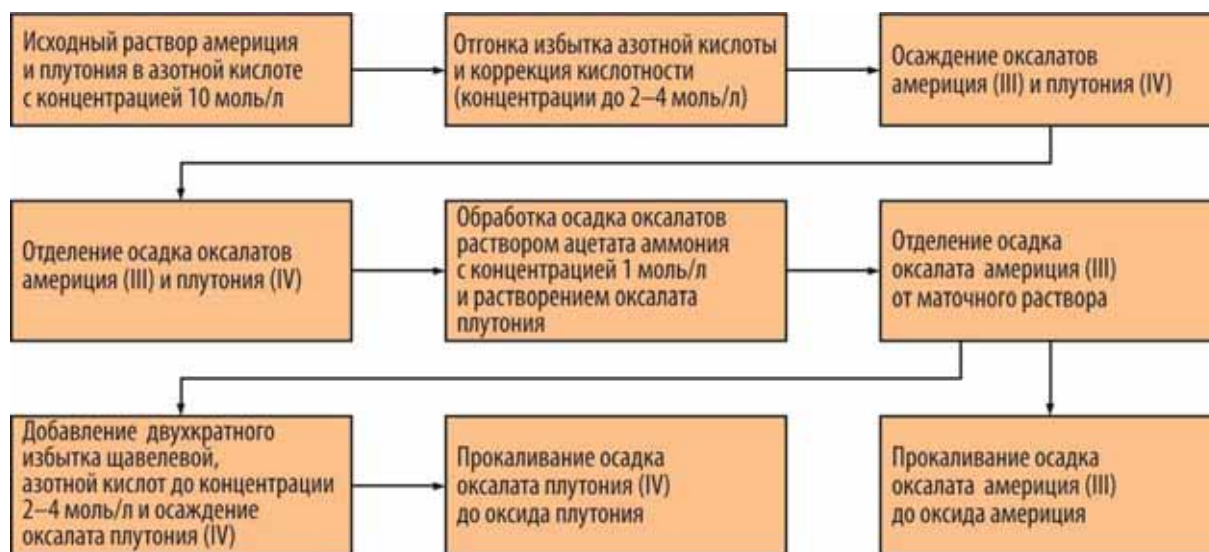 Исходный раствор америция
и плутония в азотной кислоте
с концентрацией 10 моль/л
Отгонка избытка азотной кислоты
и коррекция кислотности
(концентрации до 2–4 моль/л)
Осаждение оксалатов
америция (III) и плутония (IV)
Отделение осадка оксалатов
америция (III) и плутония (IV)
Обработка осадка оксалатов
раствором ацетата аммония
с концентрацией 1 моль/л
и растворением оксалата
плутония
Отделение осадка
оксалата америция (III)
от маточного раствора
Добавление двухкратного
избытка щавелевой,
азотной кислот до концентрации
2–4 моль/л и осаждение
оксалата плутония (IV)
Прокаливание осадка
оксалата плутония (IV)
до оксида плутония
Прокаливание осадка
оксалата америция (III)
до оксида америция